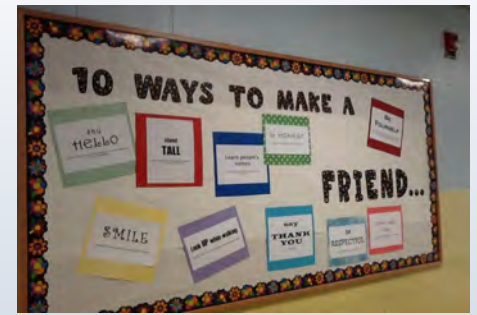 10 WAYS TO MAKE A
FRIEND...
say
Hello
stand
TALL
Learn people's
names
be HONEST
BE
YOURSELF
SMILE
Look UP when walking
say
THANK
YOU
be
RESPECTFUL